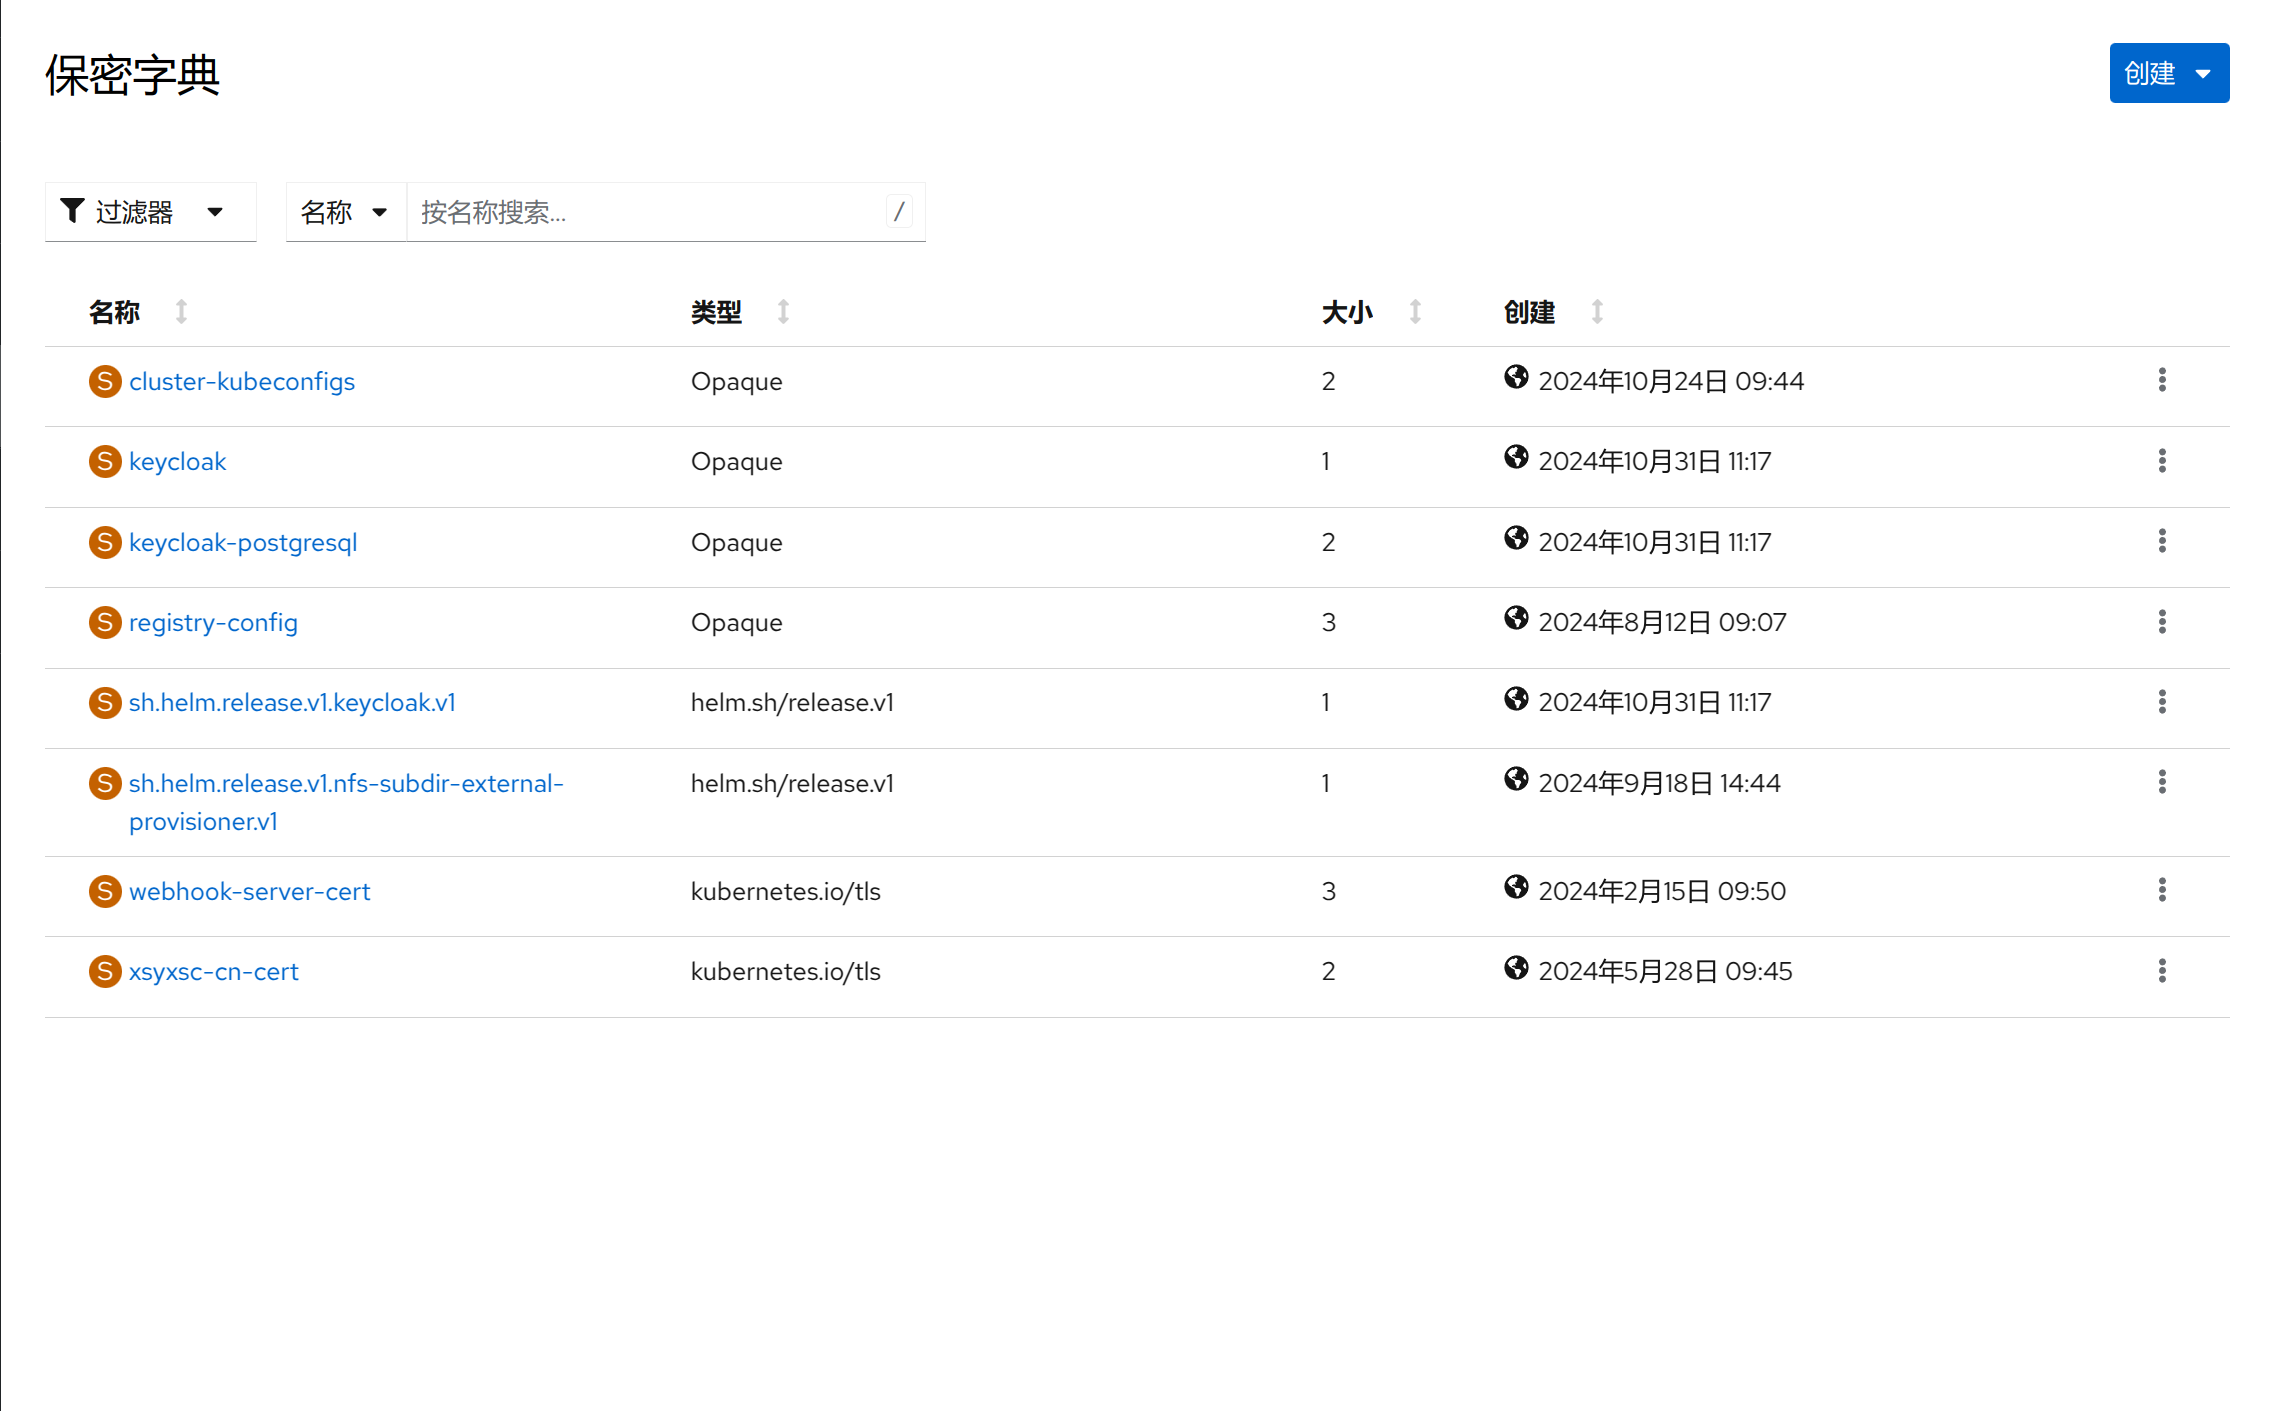 保密字典
创建
过滤器 名称 按名称搜索... /
名称 类型 大小 创建
S cluster-kubeconfigs Opaque 2 2024年10月24日 09:44
S keycloak Opaque 1 2024年10月31日 11:17
S keycloak-postgresql Opaque 2 2024年10月31日 11:17
S registry-config Opaque 3 2024年8月12日 09:07
S sh.helm.release.v1.keycloak.v1 helm.sh/release.v1 1 2024年10月31日 11:17
S sh.helm.release.v1.nfs-subdir-external- helm.sh/release.v1 1 2024年9月18日 14:44
provisioner.v1
S webhook-server-cert kubernetes.io/tls 3 2024年2月15日 09:50
S xsyxsc-cn-cert kubernetes.io/tls 2 2024年5月28日 09:45